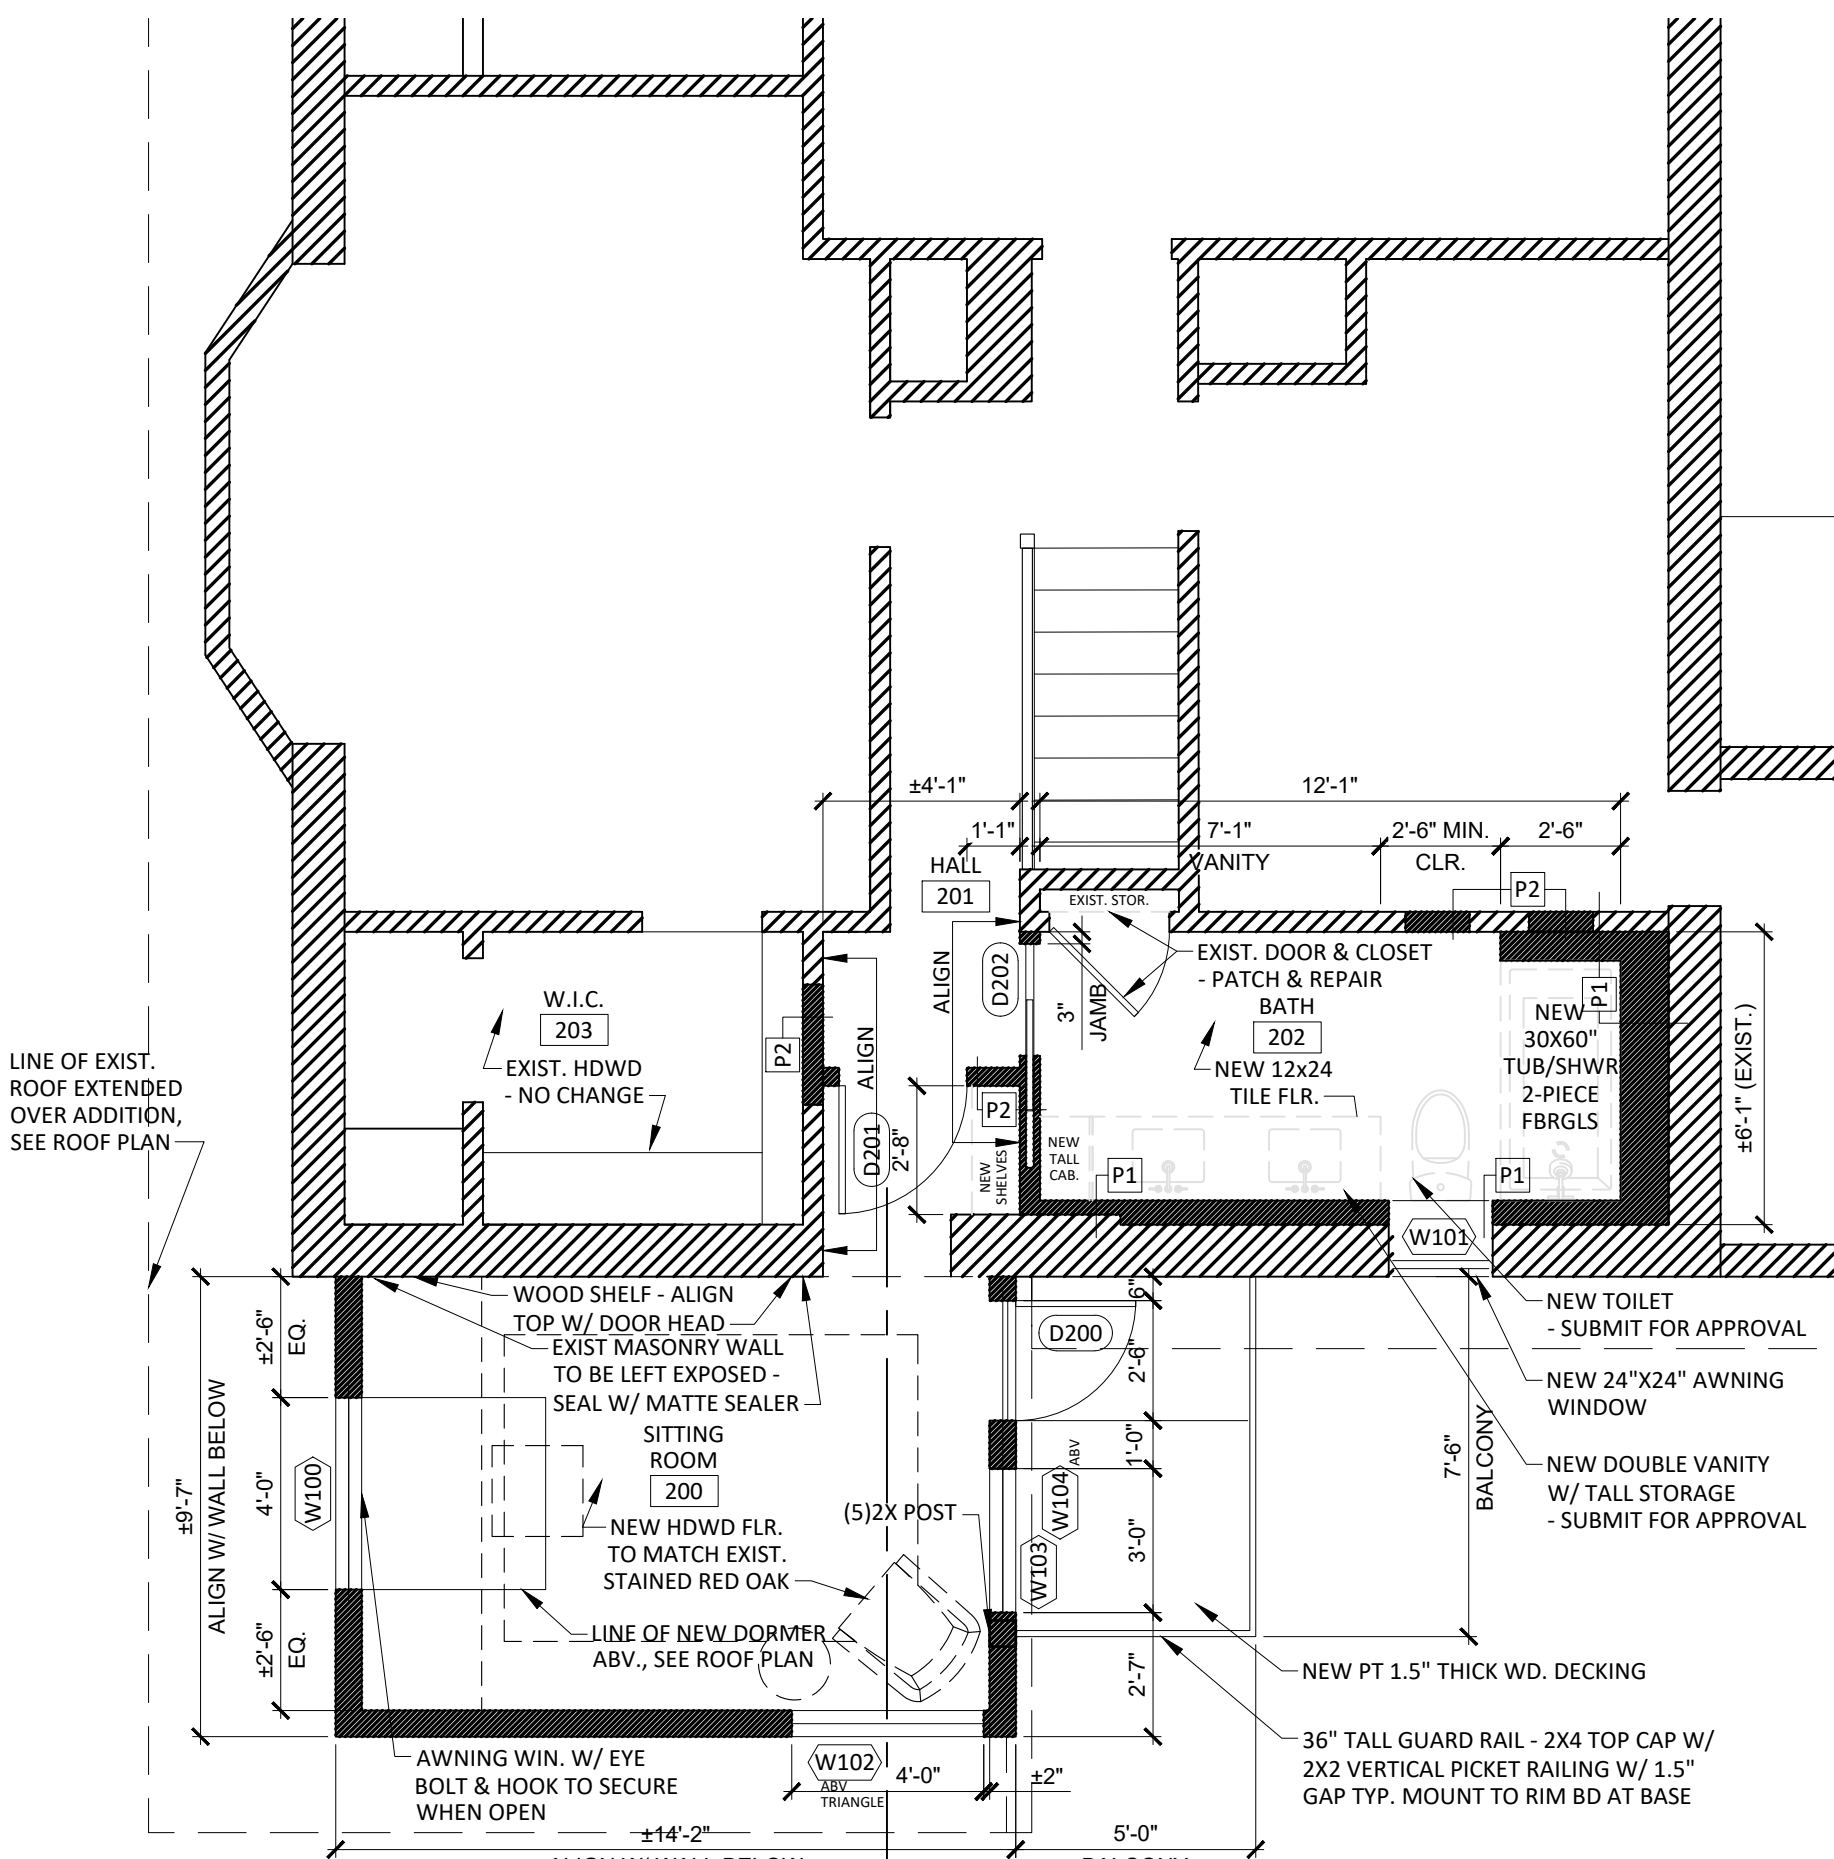 ±4'-1"
12'-1"
1'-1"
7'-1"
VANITY
2'-6" MIN.
CLR.
2'-6"
HALL
201
P2
EXIST. STOR.
ALIGN
D202
3"
JAMB
EXIST. DOOR & CLOSET
- PATCH & REPAIR
BATH
202
NEW 12x24
TILE FLR.
P1
NEW
30X60"
TUB/SHWR
2-PIECE
FBRGLS
±6'-1" (EXIST.)
W.I.C.
203
EXIST. HDWD
- NO CHANGE
P2
ALIGN
D201
2'-8"
P2
NEW
SHELVES
NEW
TALL
CAB.
P1
P1
W101
LINE OF EXIST.
ROOF EXTENDED
OVER ADDITION,
SEE ROOF PLAN
WOOD SHELF - ALIGN
TOP W/ DOOR HEAD
EXIST MASONRY WALL
TO BE LEFT EXPOSED -
SEAL W/ MATTE SEALER
SITTING
ROOM
200
NEW HDWD FLR.
TO MATCH EXIST.
STAINED RED OAK
LINE OF NEW DORMER
ABV., SEE ROOF PLAN
(5)2X POST
±9'-7"
ALIGN W/ WALL BELOW
±2'-6"
EQ.
4'-0"
W100
±2'-6"
EQ.
6"
D200
2'-6"
1'-0"
ABV
W104
W103
3'-0"
2'-7"
7'-6"
BALCONY
NEW TOILET
- SUBMIT FOR APPROVAL
NEW 24"X24" AWNING
WINDOW
NEW DOUBLE VANITY
W/ TALL STORAGE
- SUBMIT FOR APPROVAL
NEW PT 1.5" THICK WD. DECKING
36" TALL GUARD RAIL - 2X4 TOP CAP W/
2X2 VERTICAL PICKET RAILING W/ 1.5"
GAP TYP. MOUNT TO RIM BD AT BASE
AWNING WIN. W/ EYE
BOLT & HOOK TO SECURE
WHEN OPEN
W102
ABV
TRIANGLE
4'-0"
±2"
±14'-2"
5'-0"
ALIGN W/ WALL BELOW
BALCONY